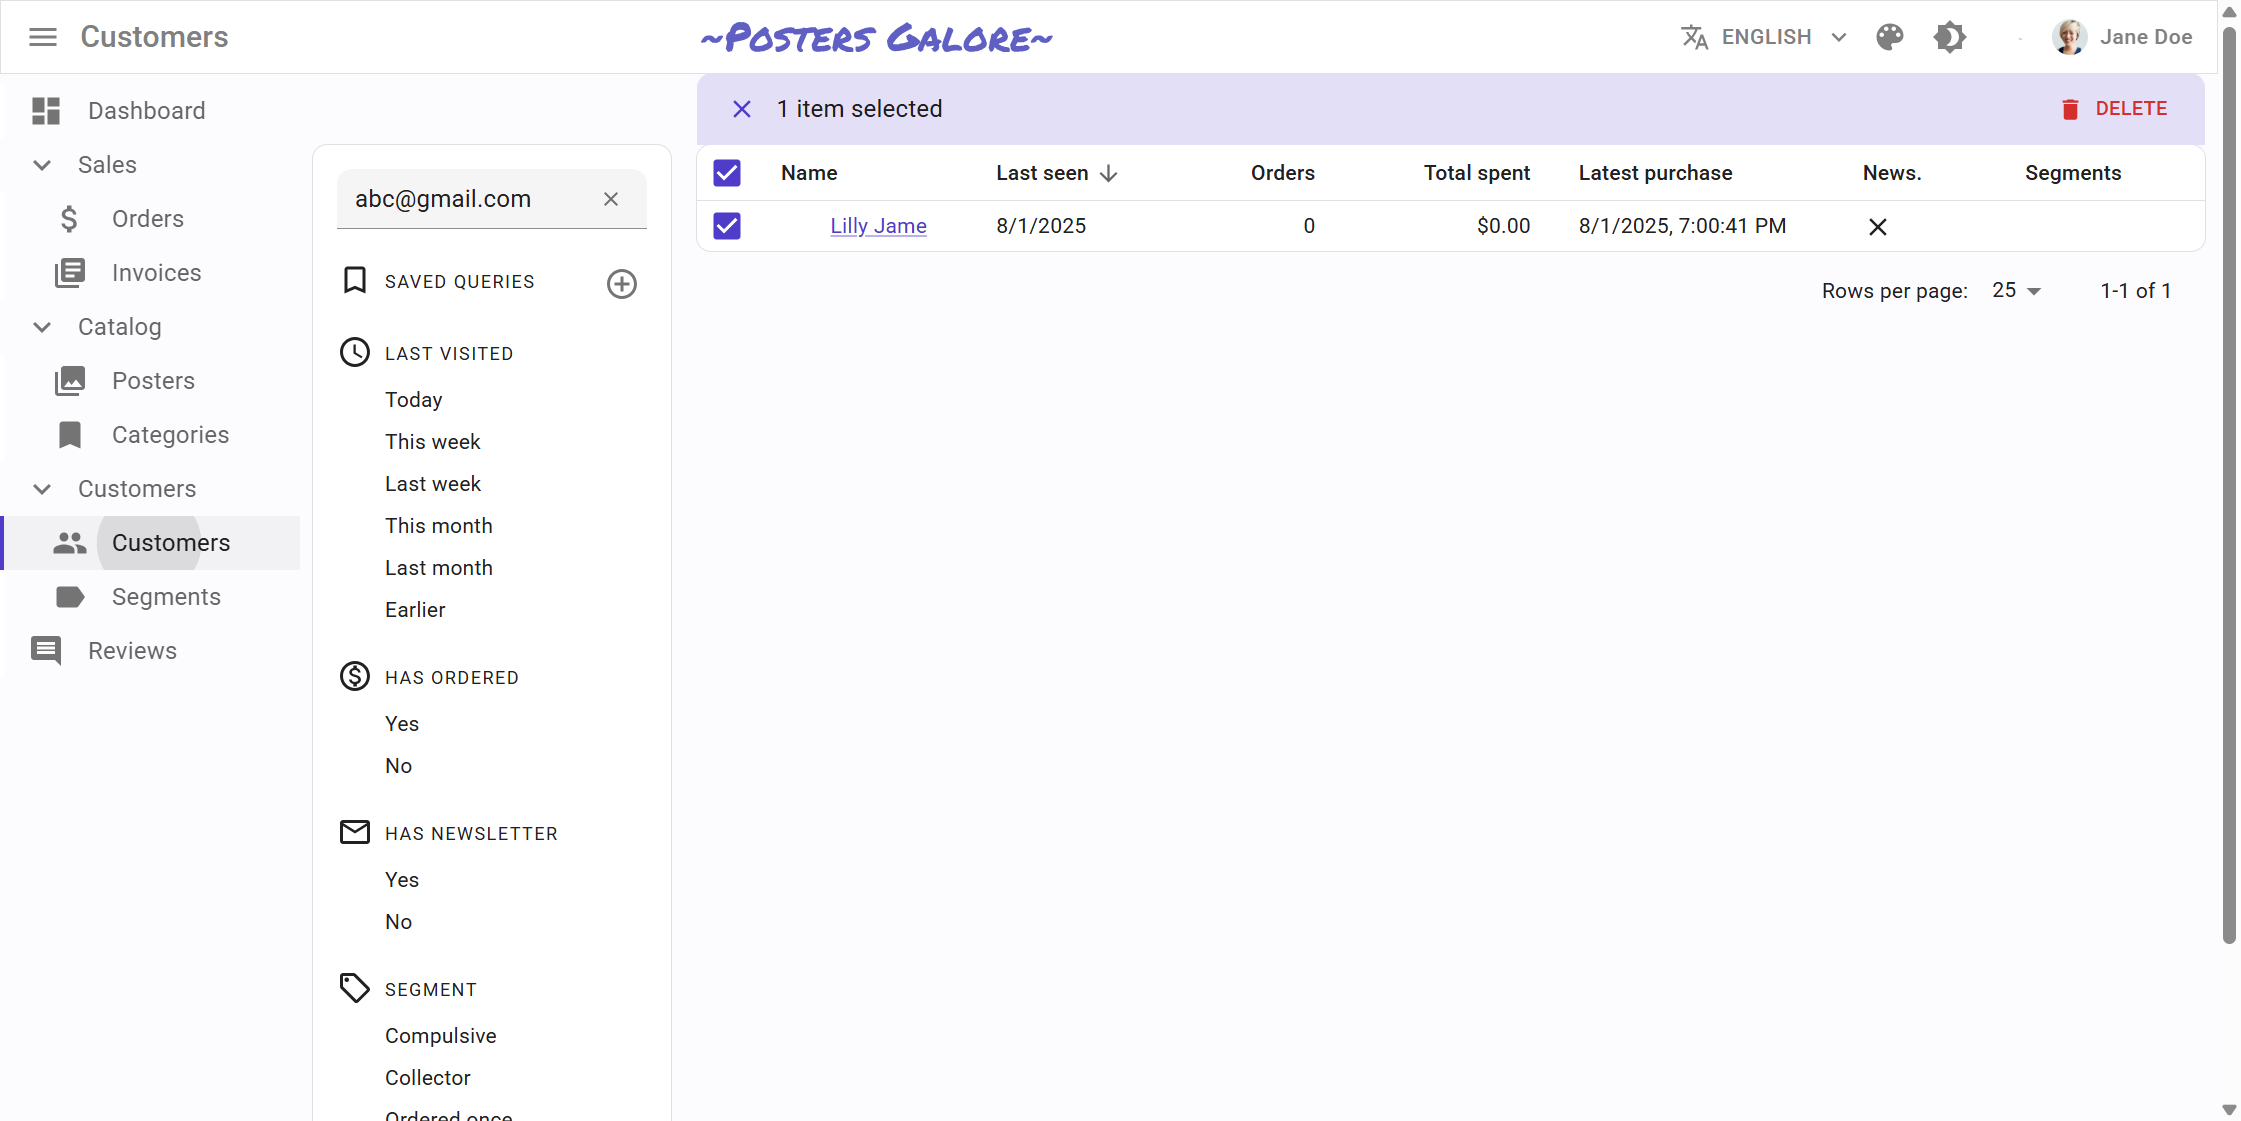 Customers
~Posters Galore~
ENGLISH
Jane Doe
Dashboard
Sales
Orders
Invoices
Catalog
Posters
Categories
Customers
Customers
Segments
Reviews
abc@gmail.com
SAVED QUERIES
LAST VISITED
Today
This week
Last week
This month
Last month
Earlier
HAS ORDERED
Yes
No
HAS NEWSLETTER
Yes
No
SEGMENT
Compulsive
Collector
Ordered once
1 item selected
DELETE
Name Last seen Orders Total spent Latest purchase News. Segments
Lilly Jame 8/1/2025 0 $0.00 8/1/2025, 7:00:41 PM
Rows per page: 25 1-1 of 1